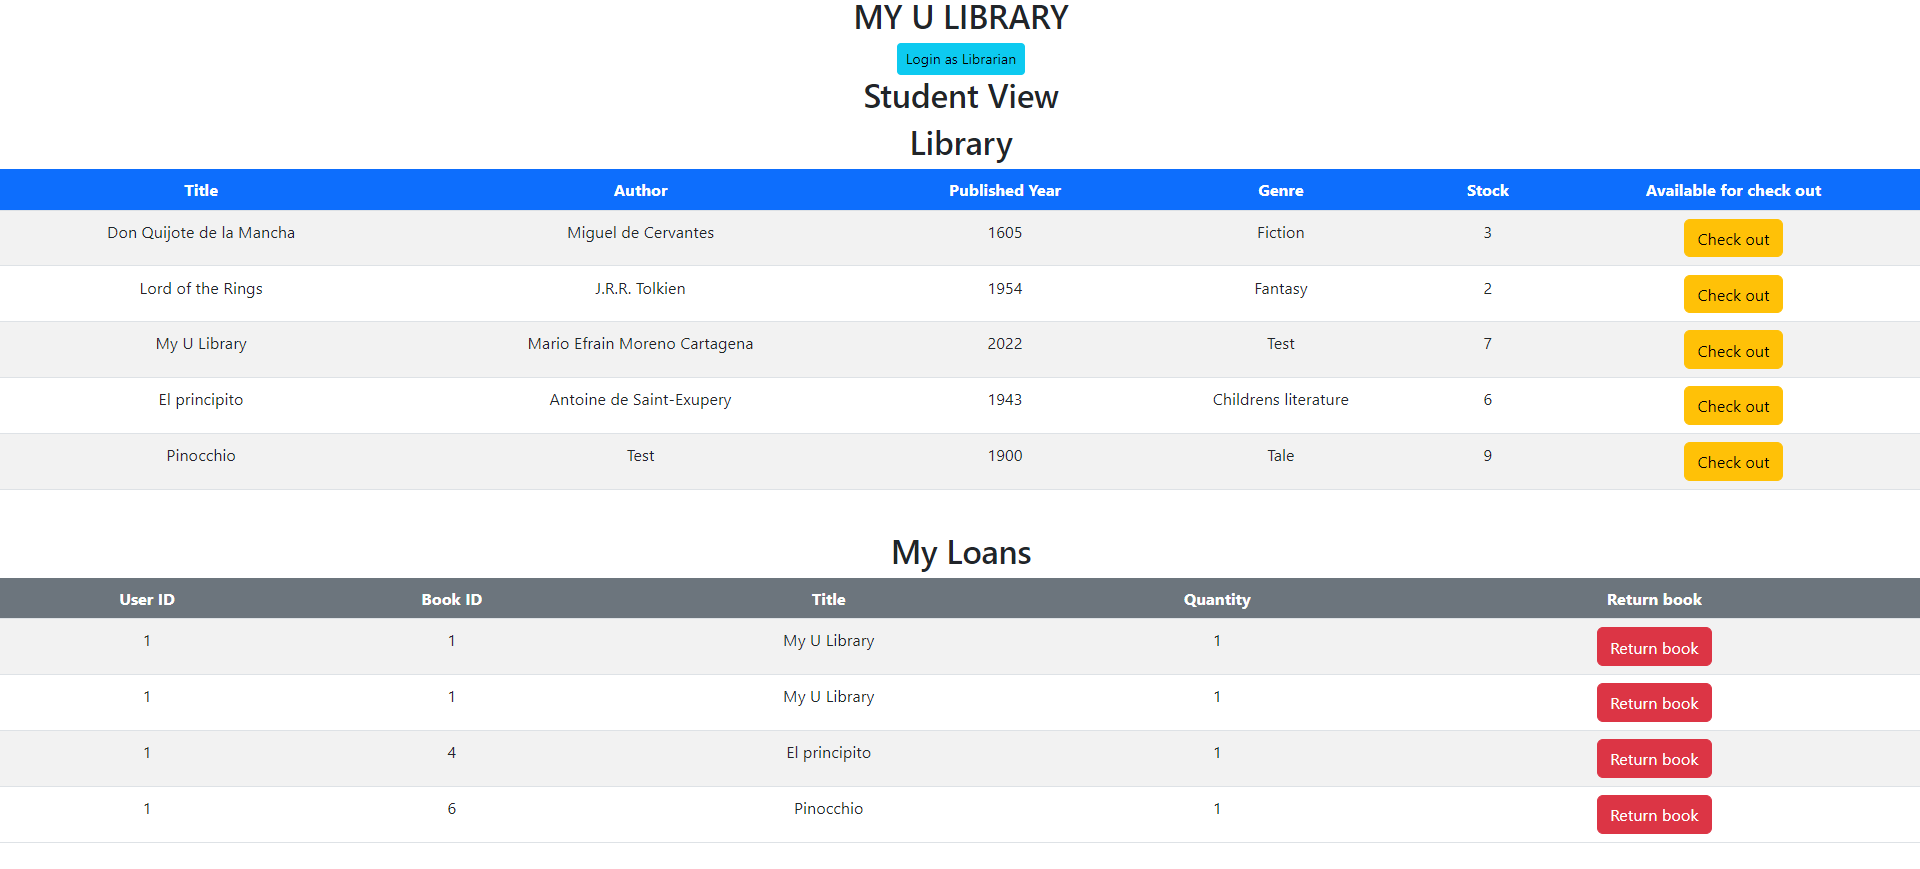 MY U LIBRARY
Login as Librarian
Student View
Library
Title Author Published Year Genre Stock Available for check out
Don Quijote de la Mancha Miguel de Cervantes 1605 Fiction 3 Check out
Lord of the Rings J.R.R. Tolkien 1954 Fantasy 2 Check out
My U Library Mario Efrain Moreno Cartagena 2022 Test 7 Check out
El principito Antoine de Saint-Exupery 1943 Childrens literature 6 Check out
Pinocchio Test 1900 Tale 9 Check out
My Loans
User ID Book ID Title Quantity Return book
1 1 My U Library 1 Return book
1 1 My U Library 1 Return book
1 4 El principito 1 Return book
1 6 Pinocchio 1 Return book